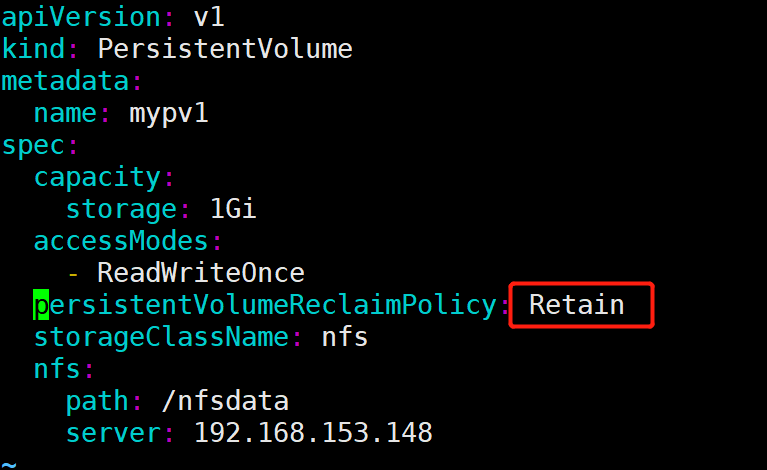 apiVersion: v1
kind: PersistentVolume
metadata:
  name: mypv1
spec:
  capacity:
    storage: 1Gi
  accessModes:
    - ReadWriteOnce
  persistentVolumeReclaimPolicy: Retain
  storageClassName: nfs
  nfs:
    path: /nfsdata
    server: 192.168.153.148
~